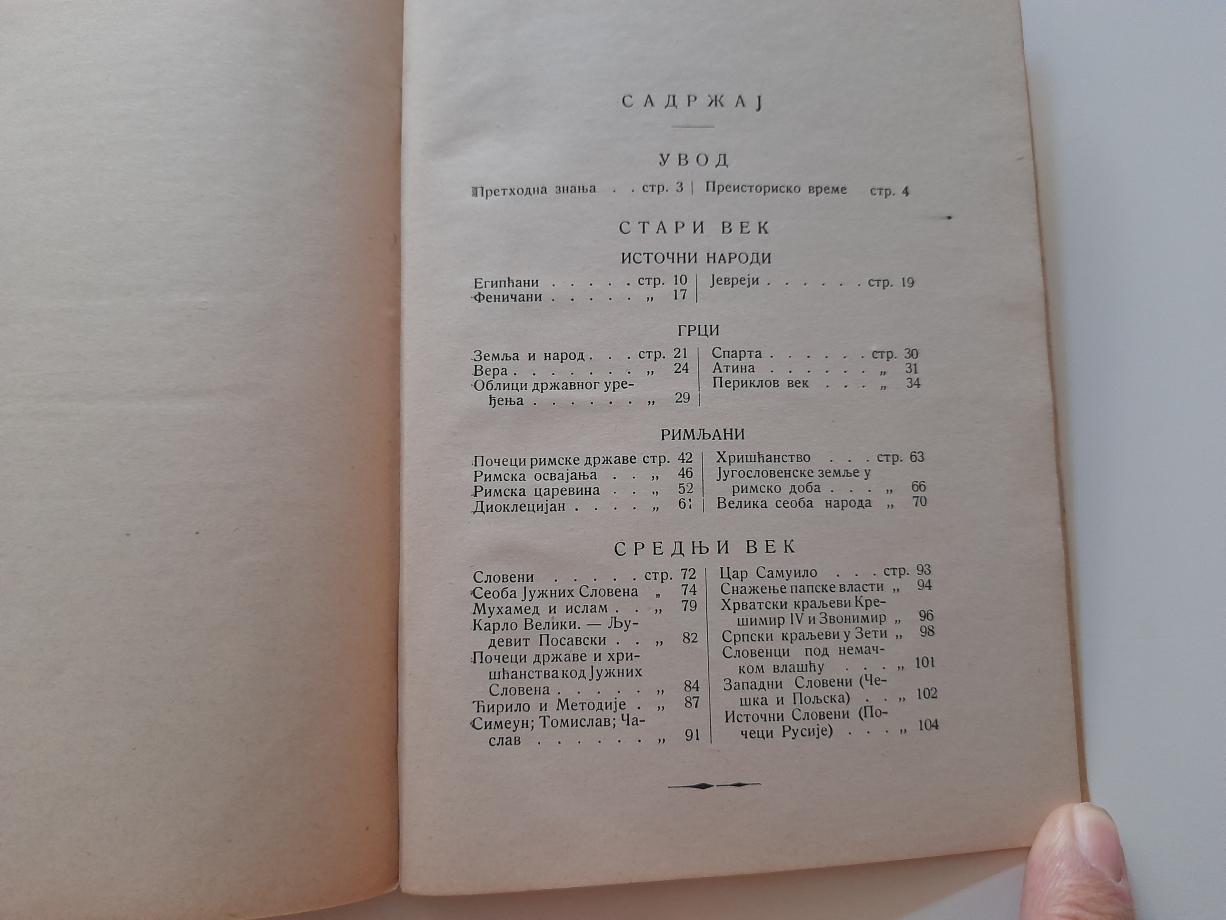 САДРЖАЈ
УВОД
Претходна знања . . стр. 3 | Преисториско време стр. 4
СТАРИ ВЕК
ИСТОЧНИ НАРОДИ
Египћани . . . . . стр. 10
Феничани . . . . . „ 17
Јевреји . . . . . . стр. 19
ГРЦИ
Земља и народ . . . стр. 21
Вера . . . . . . . „ 24
Облици државног уре-
ђења . . . . . . „ 29
Спарта . . . . . . стр. 30
Атина . . . . . . „ 31
Периклов век . . . „ 34
РИМЉАНИ
Почеци римске државе стр. 42
Римска освајања . . „ 46
Римска царевина . . „ 52
Диоклецијан . . . . „ 61
Хришћанство . . . стр. 63
Југословенске земље у
римско доба . . . „ 66
Велика сеоба народа „ 70
СРЕДЊИ ВЕК
Словени . . . . . стр. 72
Сеоба Јужних Словена „ 74
Мухамед и ислам . . „ 79
Карло Велики. — Љу-
девит Посавски . . „ 82
Почеци државе и хри-
шћанства код Јужних
Словена . . . . . „ 84
Ћирило и Методије . „ 87
Симеун; Томислав; Ча-
слав . . . . . . „ 91
Цар Самуило . . . стр. 93
Снажење папске власти „ 94
Хрватски краљеви Кре-
шимир IV и Звонимир „ 96
Српски краљеви у Зети „ 98
Словенци под немач-
ком влашћу . . . „ 101
Западни Словени (Че-
шка и Пољска) . . „ 102
Источни Словени (По-
чеци Русије) . . . „ 104